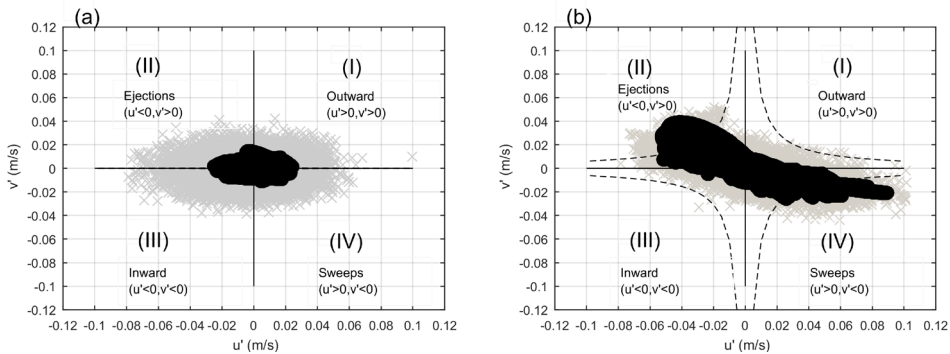 (a)
(b)
0.12
0.1
0.08
0.06
0.04
0.02
0
-0.02
-0.04
-0.06
-0.08
-0.1
-0.12
v' (m/s)
(II)
(I)
Ejections
(u'<0,v'>0)
Outward
(u'>0,v'>0)
(III)
(IV)
Inward
(u'<0,v'<0)
Sweeps
(u'>0,v'<0)
-0.12 -0.1 -0.08 -0.06 -0.04 -0.02 0 0.02 0.04 0.06 0.08 0.1 0.12
u' (m/s)
0.12
0.1
0.08
0.06
0.04
0.02
0
-0.02
-0.04
-0.06
-0.08
-0.1
-0.12
v' (m/s)
(II)
(I)
Ejections
(u'<0,v'>0)
Outward
(u'>0,v'>0)
(III)
(IV)
Inward
(u'<0,v'<0)
Sweeps
(u'>0,v'<0)
-0.12 -0.1 -0.08 -0.06 -0.04 -0.02 0 0.02 0.04 0.06 0.08 0.1 0.12
u' (m/s)